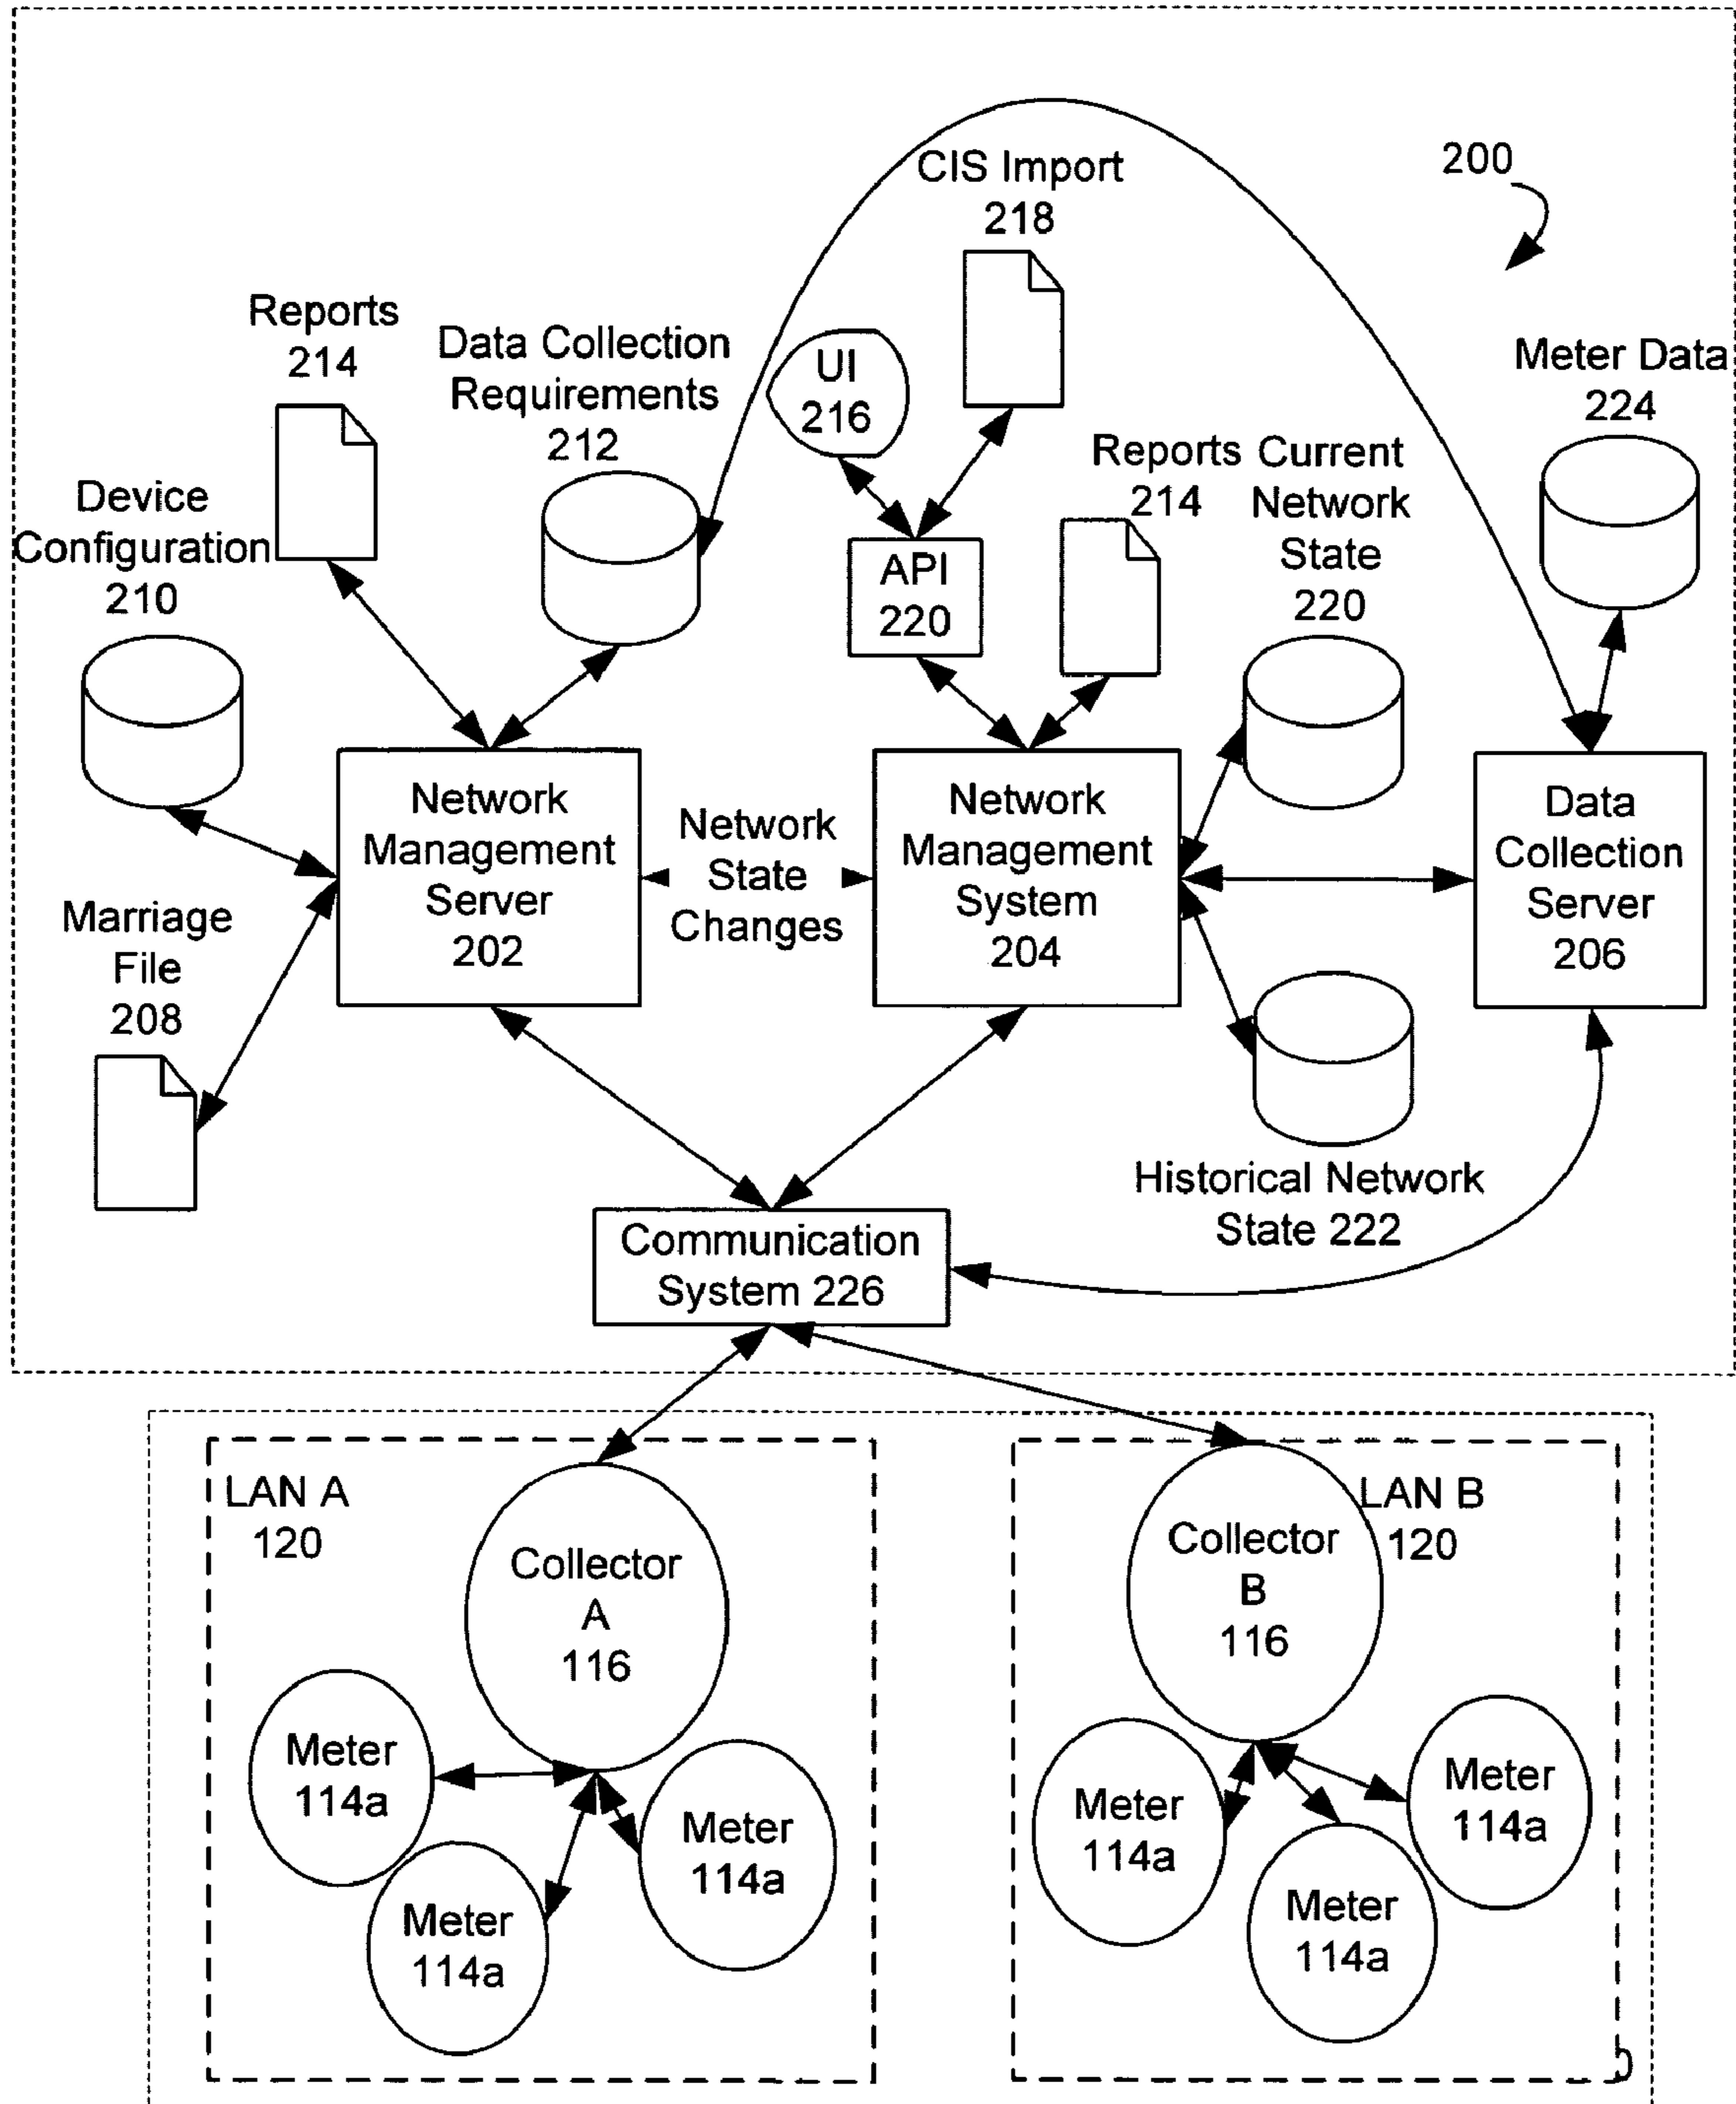 200
CIS Import
218
Reports
214
Data Collection
Requirements
212
UI
216
Meter Data
224
Device
Configuration
210
Reports
214
Current
Network
State
220
API
220
Network
Management
Server
202
Network
State
Changes
Network
Management
System
204
Data
Collection
Server
206
Marriage
File
208
Historical Network
State 222
Communication
System 226
LAN A
120
Collector
A
116
Meter
114a
Meter
114a
Meter
114a
LAN B
120
Collector
B
116
Meter
114a
Meter
114a
Meter
114a